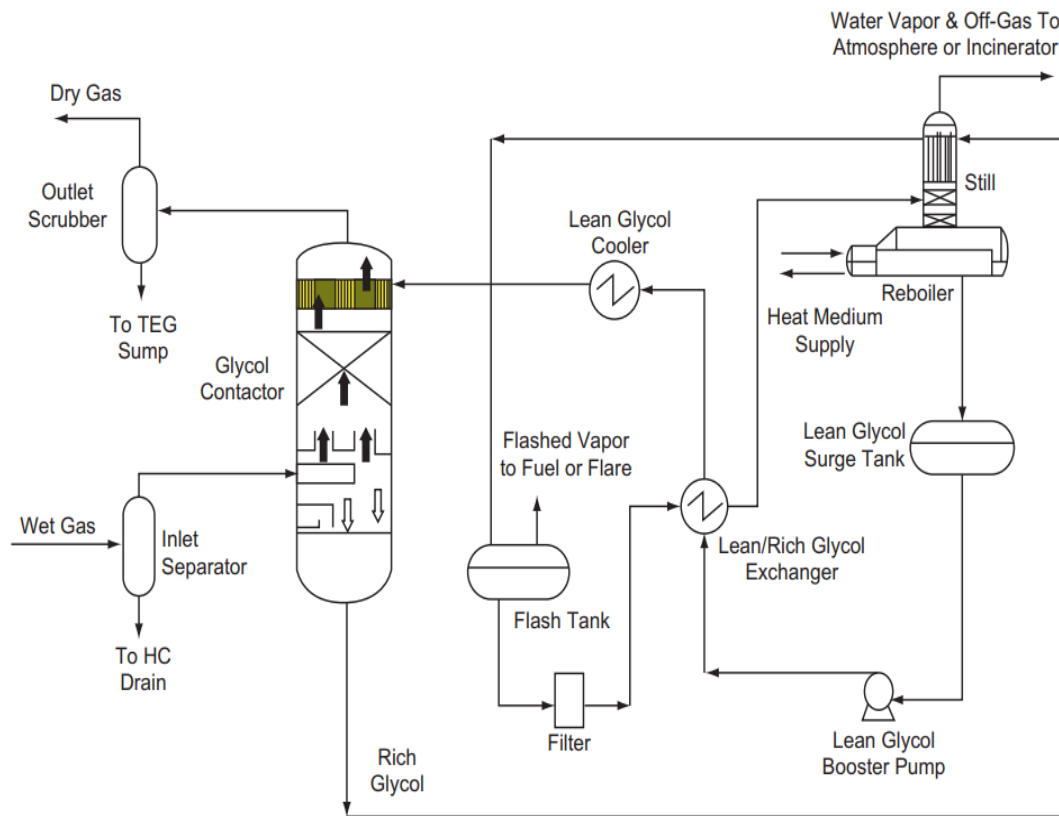 Water Vapor & Off-Gas To
Atmosphere or Incinerator
Dry Gas
Outlet
Scrubber
Still
Lean Glycol
Cooler
Reboiler
To TEG
Sump
Heat Medium
Supply
Glycol
Contactor
Flashed Vapor
to Fuel or Flare
Lean Glycol
Surge Tank
Wet Gas
Inlet
Separator
Lean/Rich Glycol
Exchanger
Flash Tank
To HC
Drain
Filter
Lean Glycol
Booster Pump
Rich
Glycol